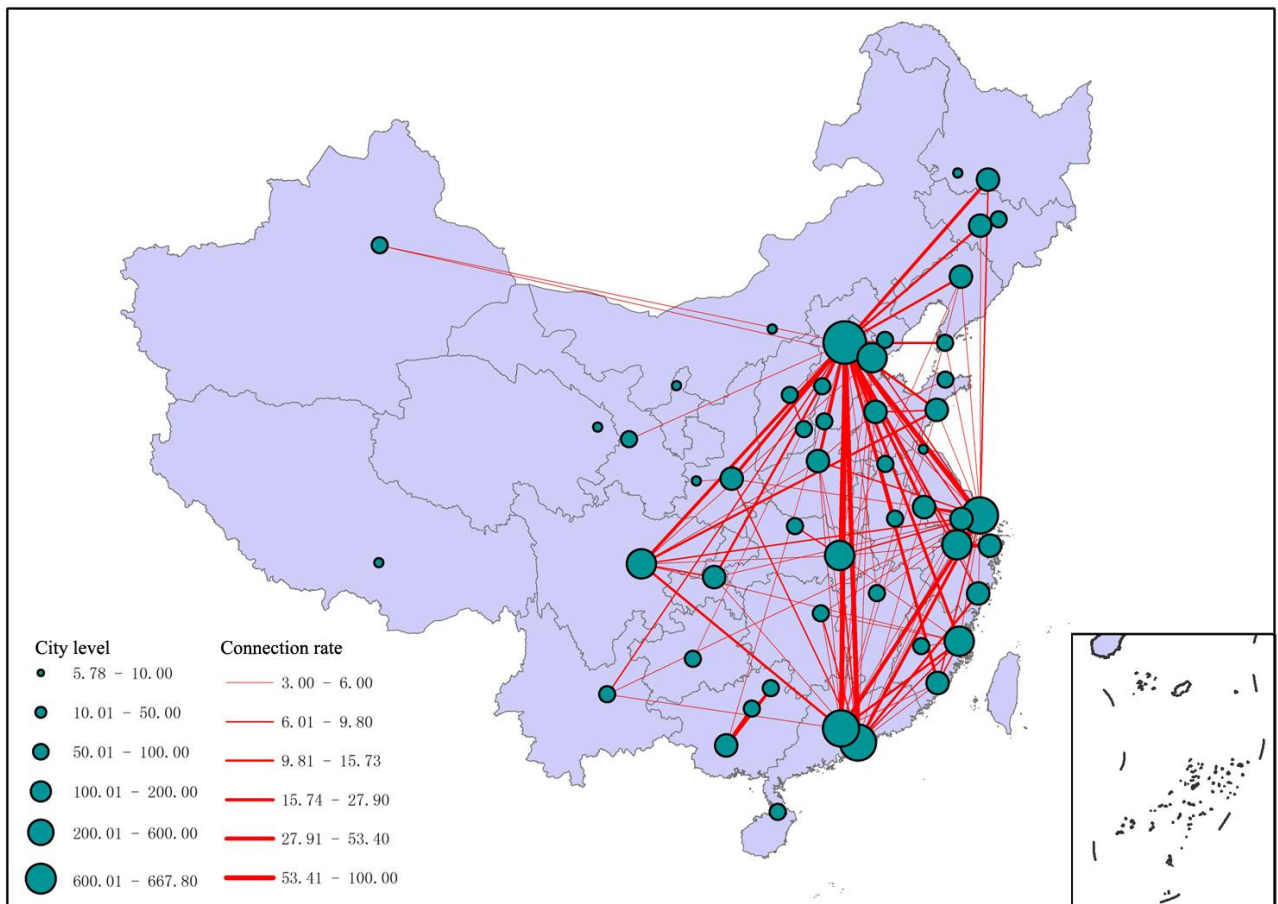 City level
5.78 - 10.00
10.01 - 50.00
50.01 - 100.00
100.01 - 200.00
200.01 - 600.00
600.01 - 667.80
Connection rate
3.00 - 6.00
6.01 - 9.80
9.81 - 15.73
15.74 - 27.90
27.91 - 53.40
53.41 - 100.00